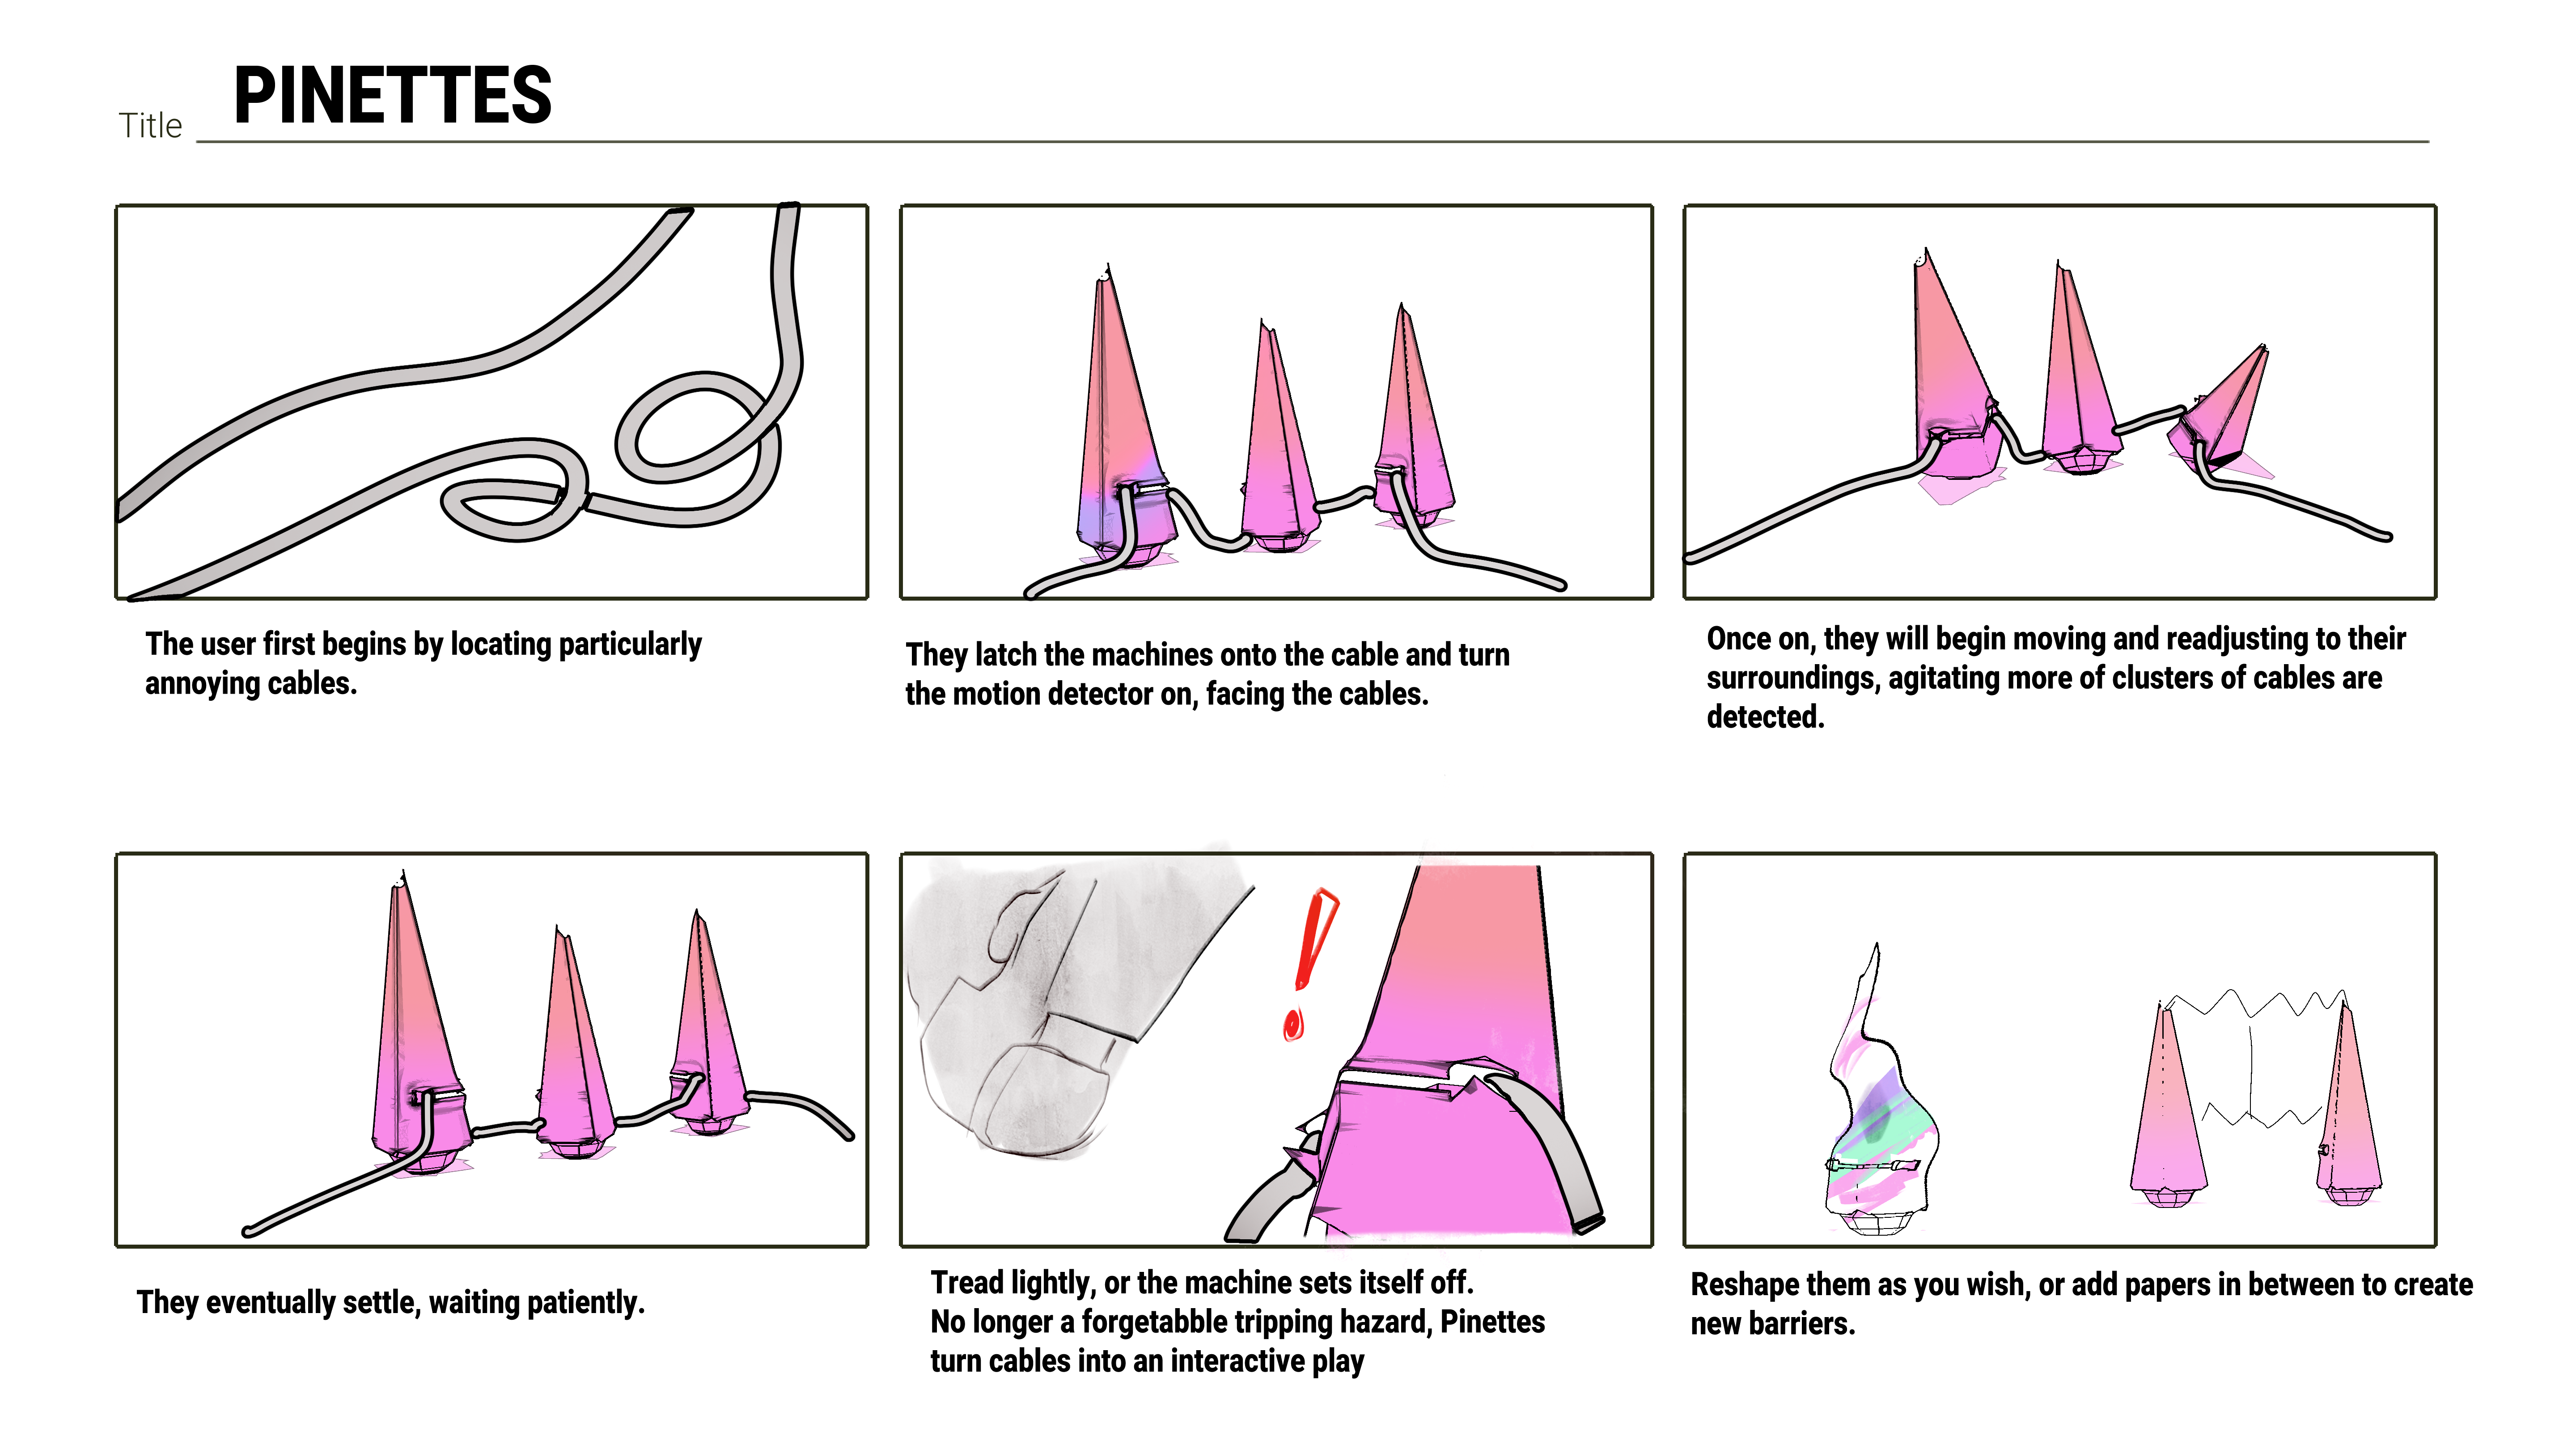 Title PINETTES
The user first begins by locating particularly
annoying cables.
They latch the machines onto the cable and turn
the motion detector on, facing the cables.
Once on, they will begin moving and readjusting to their
surroundings, agitating more of clusters of cables are
detected.
They eventually settle, waiting patiently.
Tread lightly, or the machine sets itself off.
No longer a forgetabble tripping hazard, Pinettes
turn cables into an interactive play
Reshape them as you wish, or add papers in between to create
new barriers.